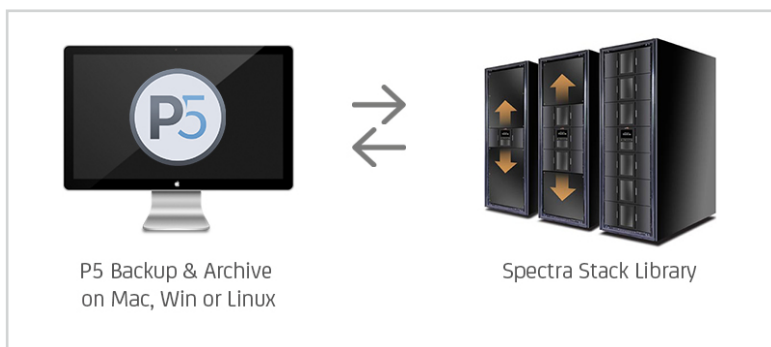 P5
P5 Backup & Archive
on Mac, Win or Linux
Spectra Stack Library